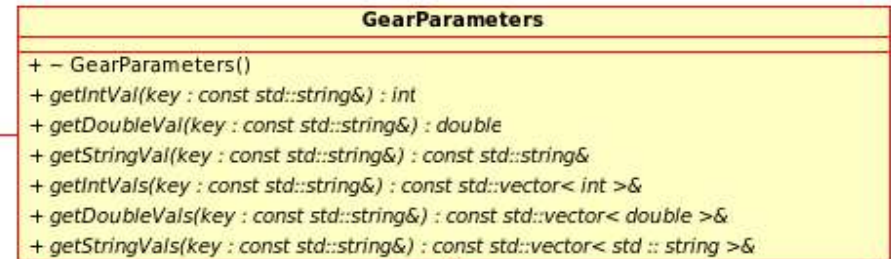 GearParameters
+ ~ GearParameters()
+ getIntVal(key : const std::string&) : int
+ getDoubleVal(key : const std::string&) : double
+ getStringVal(key : const std::string&) : const std::string&
+ getIntVals(key : const std::string&) : const std::vector< int >&
+ getDoubleVals(key : const std::string&) : const std::vector< double >&
+ getStringVals(key : const std::string&) : const std::vector< std :: string >&